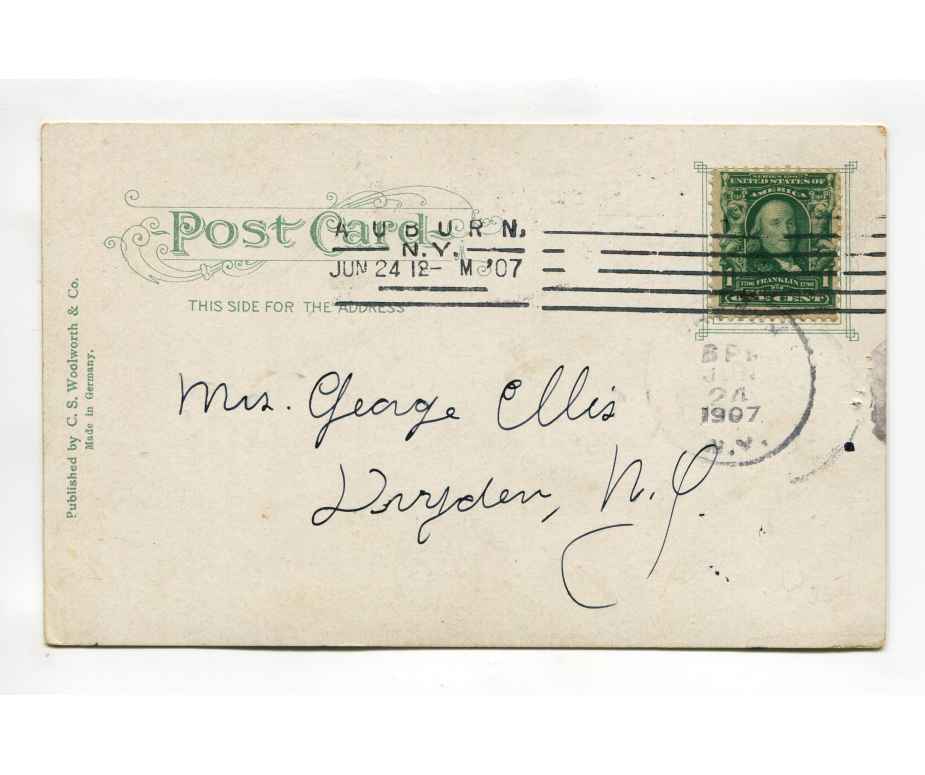 Post Card
THIS SIDE FOR THE ADDRESS
AUBURN,
N.Y.
JUN 24 12- M '07
UNITED STATES OF
AMERICA
FRANKLIN
ONE CENT
JUN
24
1907
N.Y.
Mrs. George Ellis
Dryden, N.Y.
Published by C. S. Woolworth & Co.
Made in Germany.